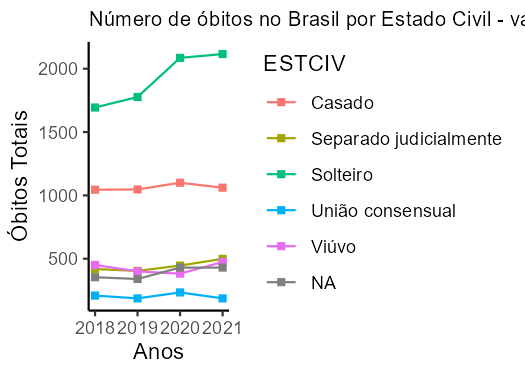 Número de óbitos no Brasil por Estado Civil - va
ESTCIV
Casado
Separado judicialmente
Solteiro
União consensual
Viúvo
NA
Óbitos Totais
2000
1500
1000
500
2018 2019 2020 2021
Anos